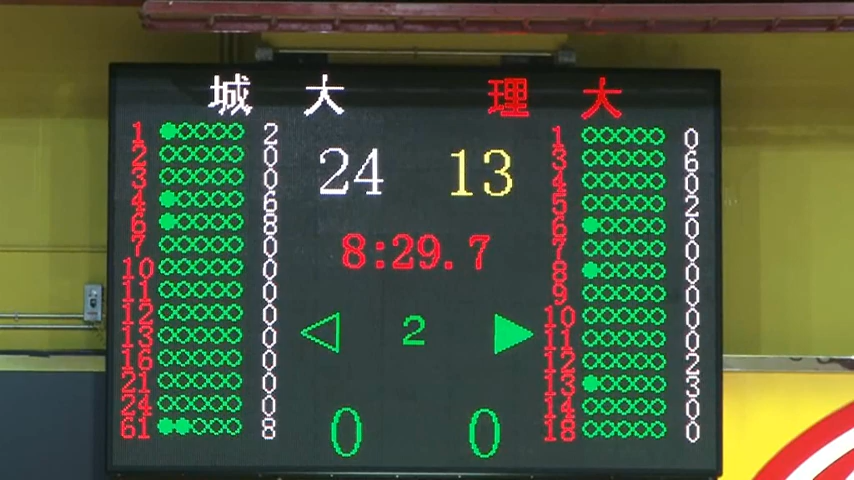 城 大 理 大
1 2 1 0
2 0 3 6
24 13
3 0 4 0
4 6 5 2
6 8 6 0
8:29.7
7 0 7 0
10 0 8 0
11 0 9 0
12 0 10 0
2
13 0 11 0
16 0 12 2
21 0 13 3
24 0 14 0
61 8 18 0
0 0